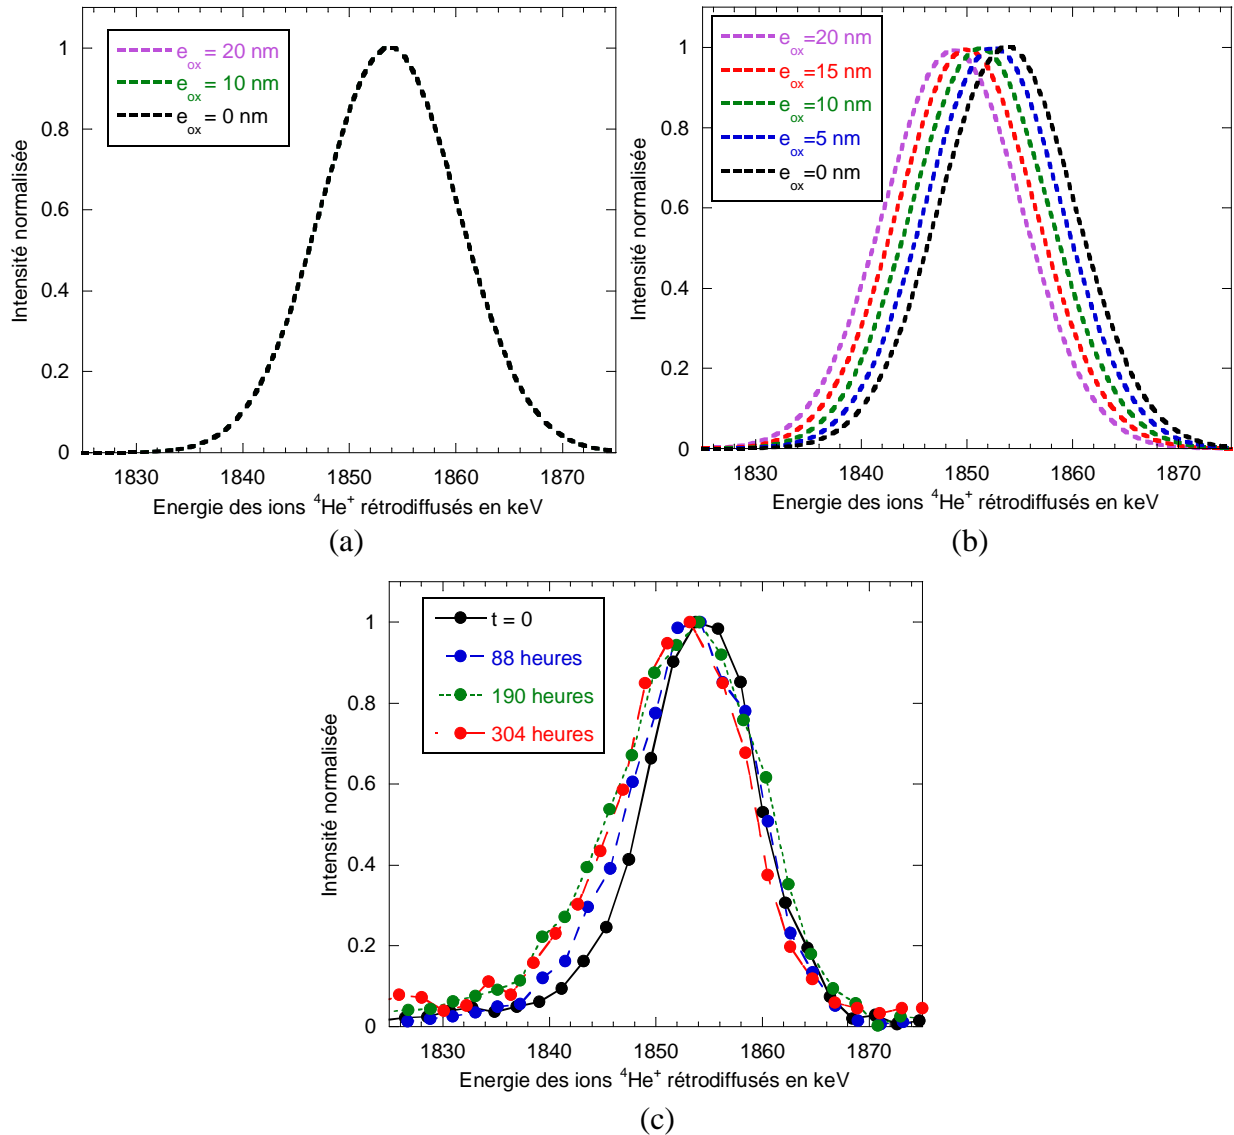 e_ox = 20 nm
e_ox = 10 nm
e_ox = 0 nm
Intensité normalisée
1
0.8
0.6
0.4
0.2
0
1830 1840 1850 1860 1870
Energie des ions ⁴He⁺ rétrodiffusés en keV
(a)
e_ox=20 nm
e_ox=15 nm
e_ox=10 nm
e_ox=5 nm
e_ox=0 nm
Intensité normalisée
1
0.8
0.6
0.4
0.2
0
1830 1840 1850 1860 1870
Energie des ions ⁴He⁺ rétrodiffusés en keV
(b)
t = 0
88 heures
190 heures
304 heures
Intensité normalisée
1
0.8
0.6
0.4
0.2
0
1830 1840 1850 1860 1870
Energie des ions ⁴He⁺ rétrodiffusés en keV
(c)